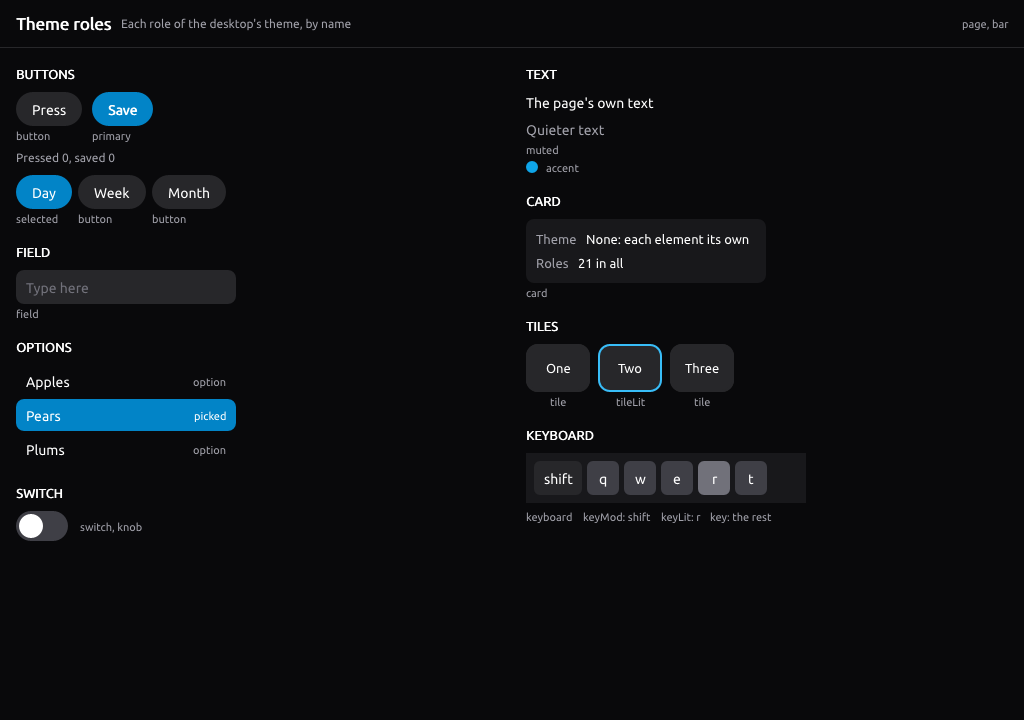 Theme roles Each role of the desktop's theme, by name page, bar
BUTTONS
Press Save
button primary
Pressed 0, saved 0
Day Week Month
selected button button
FIELD
Type here
field
OPTIONS
Apples option
Pears picked
Plums option
SWITCH
switch, knob
TEXT
The page's own text
Quieter text
muted
accent
CARD
Theme None: each element its own
Roles 21 in all
card
TILES
One Two Three
tile tileLit tile
KEYBOARD
shift q w e r t
keyboard keyMod: shift keyLit: r key: the rest